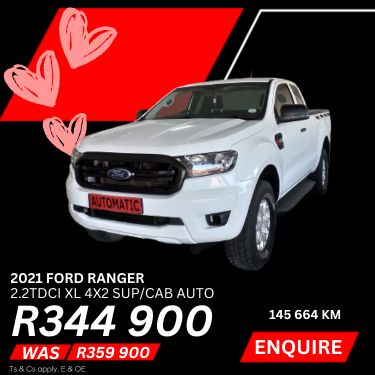 Ford
AUTOMATIC
2021 FORD RANGER
2.2TDCI XL 4X2 SUP/CAB AUTO
R344 900
145 664 KM
WAS R359 900
ENQUIRE
Ts & Cs apply. E & OE